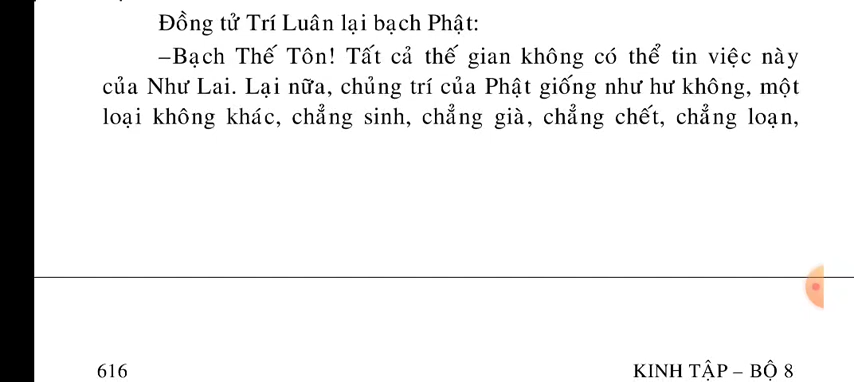 Đồng tử Trí Luân lại bạch Phật:
–Bạch Thế Tôn! Tất cả thế gian không có thể tin việc này
của Như Lai. Lại nữa, chủng trí của Phật giống như hư không, một
loại không khác, chẳng sinh, chẳng già, chẳng chết, chẳng loạn,
616 KINH TẬP – BỘ 8